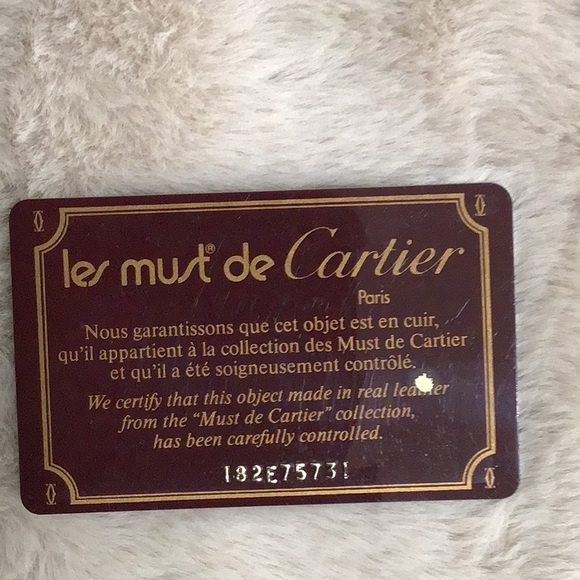 les must® de Cartier
Paris
Nous garantissons que cet objet est en cuir,
qu'il appartient à la collection des Must de Cartier
et qu'il a été soigneusement contrôlé.
We certify that this object made in real leather
from the "Must de Cartier" collection,
has been carefully controlled.
182E75731